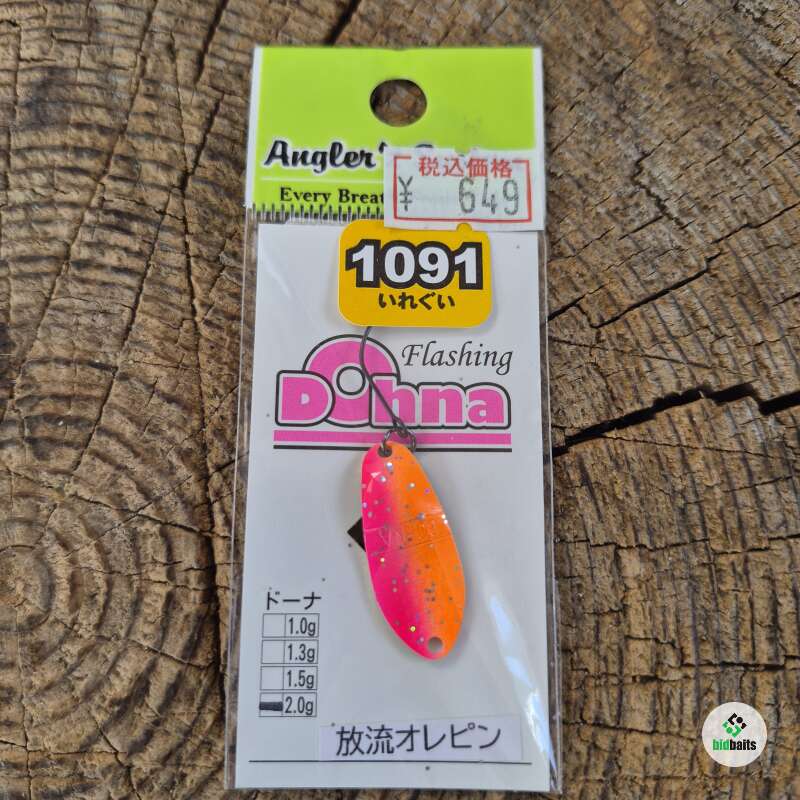 Angler's
税込価格
Every Breat
¥ 649
1091
いれぐい
Flashing
Dohna
ドーナ
1.0g
1.3g
1.5g
2.0g
放流オレピン
bidbaits